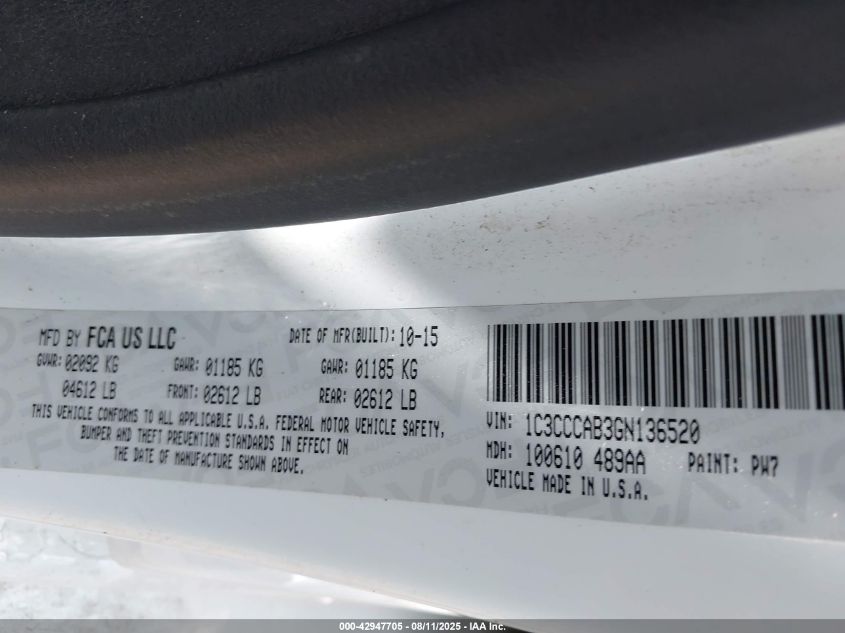 MFD BY FCA US LLC DATE OF MFR(BUILT): 10-15
GVWR: 02092 KG GAWR: 01185 KG GAWR: 01185 KG
04612 LB FRONT: 02612 LB REAR: 02612 LB
THIS VEHICLE CONFORMS TO ALL APPLICABLE U.S.A. FEDERAL MOTOR VEHICLE SAFETY,
BUMPER AND THEFT PREVENTION STANDARDS IN EFFECT ON
THE DATE OF MANUFACTURE SHOWN ABOVE.
VIN: 1C3CCCAB3GN136520
MDH: 100610 489AA PAINT: PW7
VEHICLE MADE IN U.S.A.
000-42947705 - 08/11/2025 - IAA Inc.